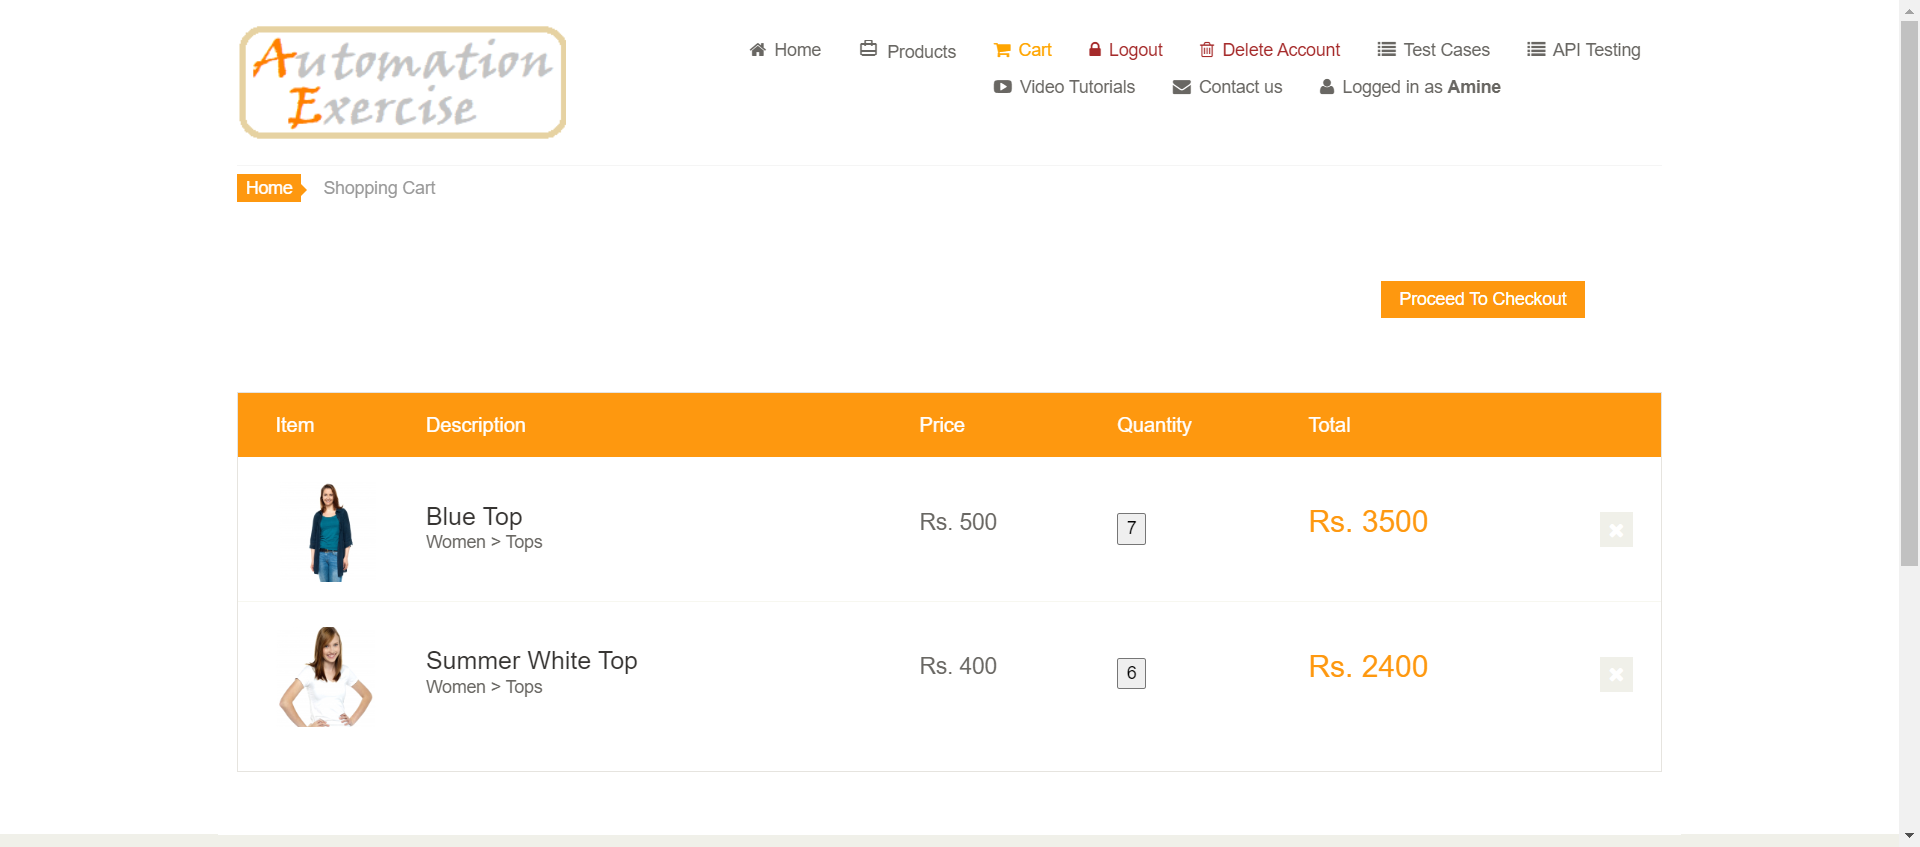 Automation
Exercise
Home Products Cart Logout Delete Account Test Cases API Testing
Video Tutorials Contact us Logged in as Amine
Home Shopping Cart
Proceed To Checkout
Item Description Price Quantity Total
Blue Top
Women > Tops
Rs. 500 7 Rs. 3500
Summer White Top
Women > Tops
Rs. 400 6 Rs. 2400